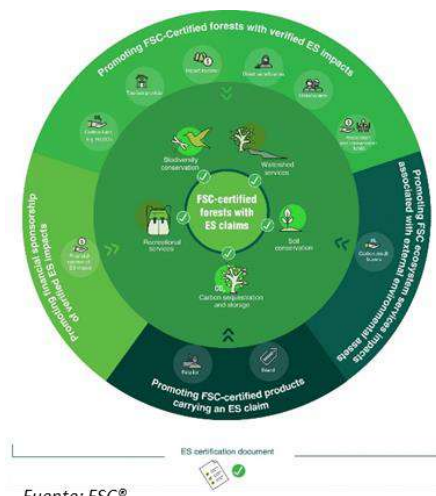 Promoting FSC-Certified forests with verified ES impacts
Biodiversity
conservation
Watershed
services
FSC-certified
forests with
ES claims
Recreational
services
Soil
conservation
Carbon sequestration
and storage
Promoting financial sponsorship
of verified ES impacts
Promoting FSC ecosystem services impacts
associated with external environmental
assets
Retailer
Brand
Promoting FSC-certified products
carrying an ES claim
ES certification document
Fuente: FSC®